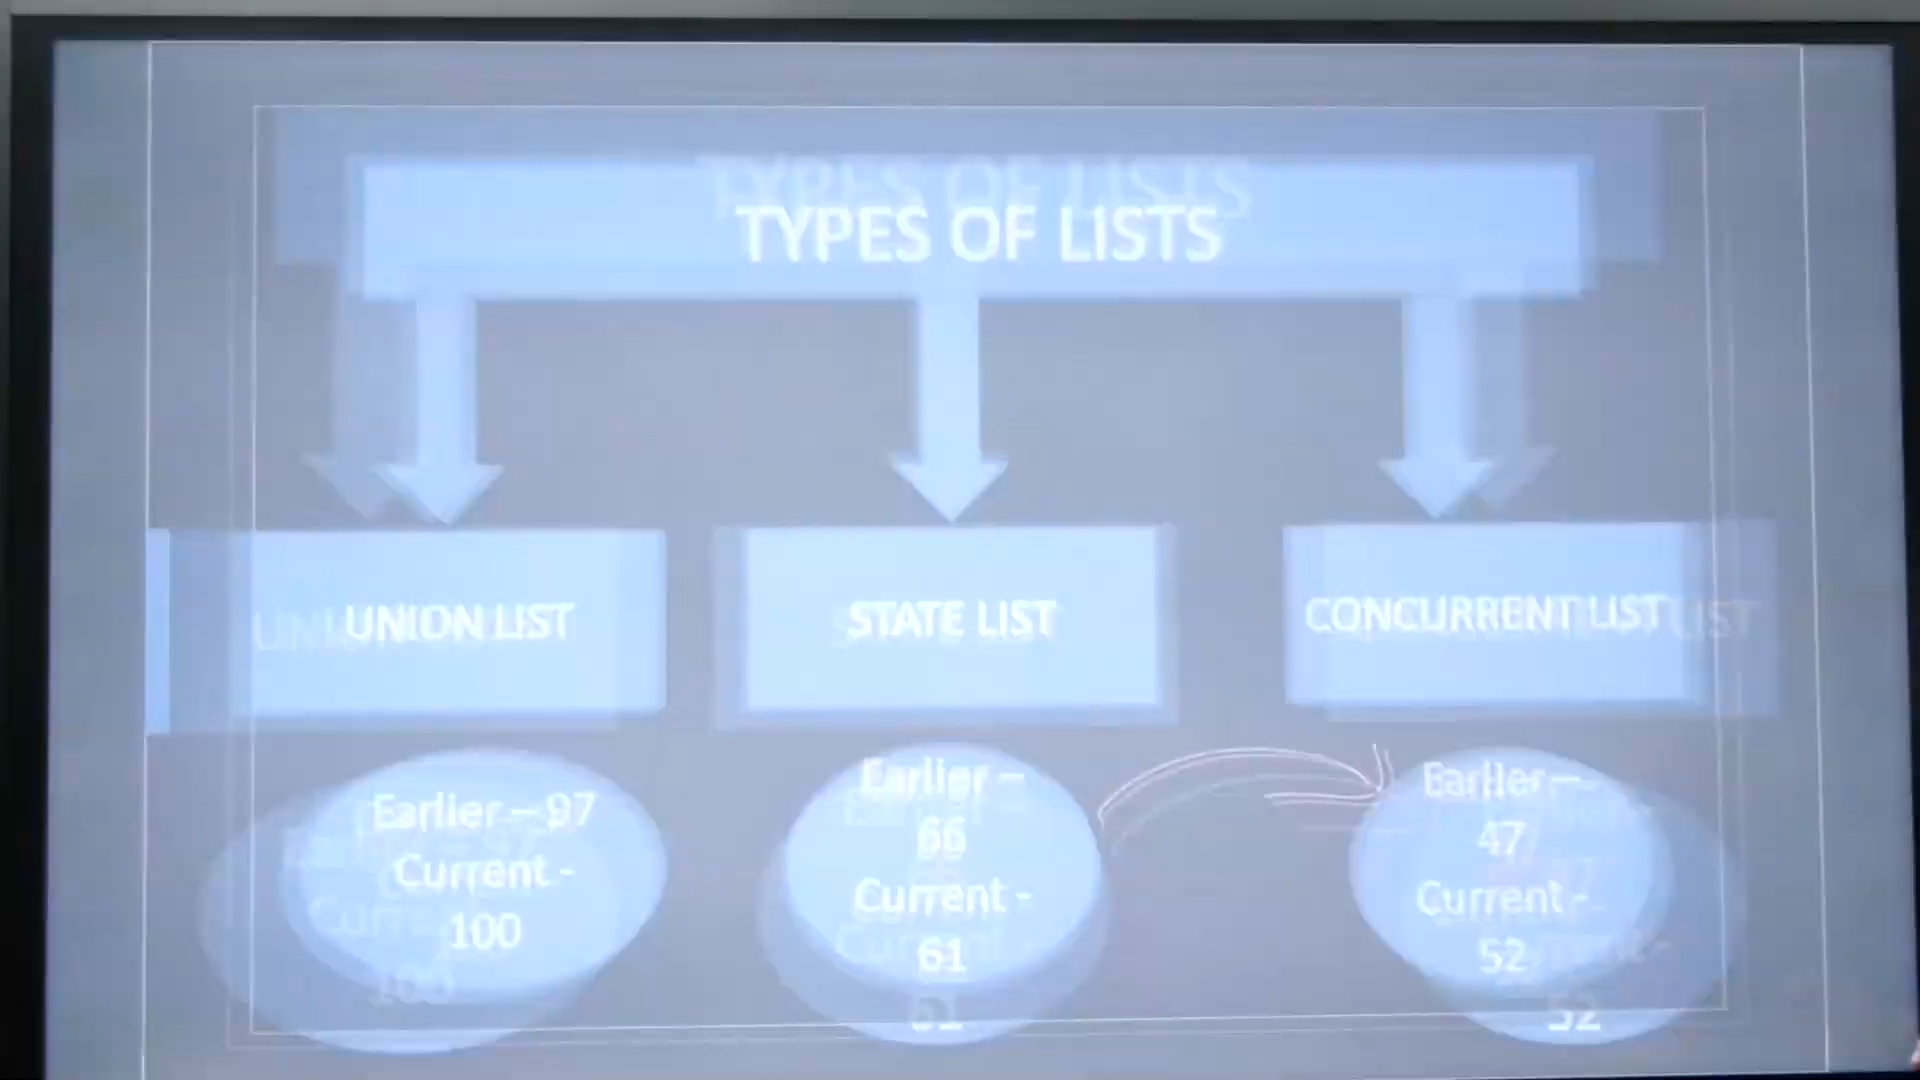 TYPES OF LISTS
UNION LIST
STATE LIST
CONCURRENT LIST
Earlier – 97
Current -
100
Earlier –
66
Current -
61
Earlier –
47
Current -
52